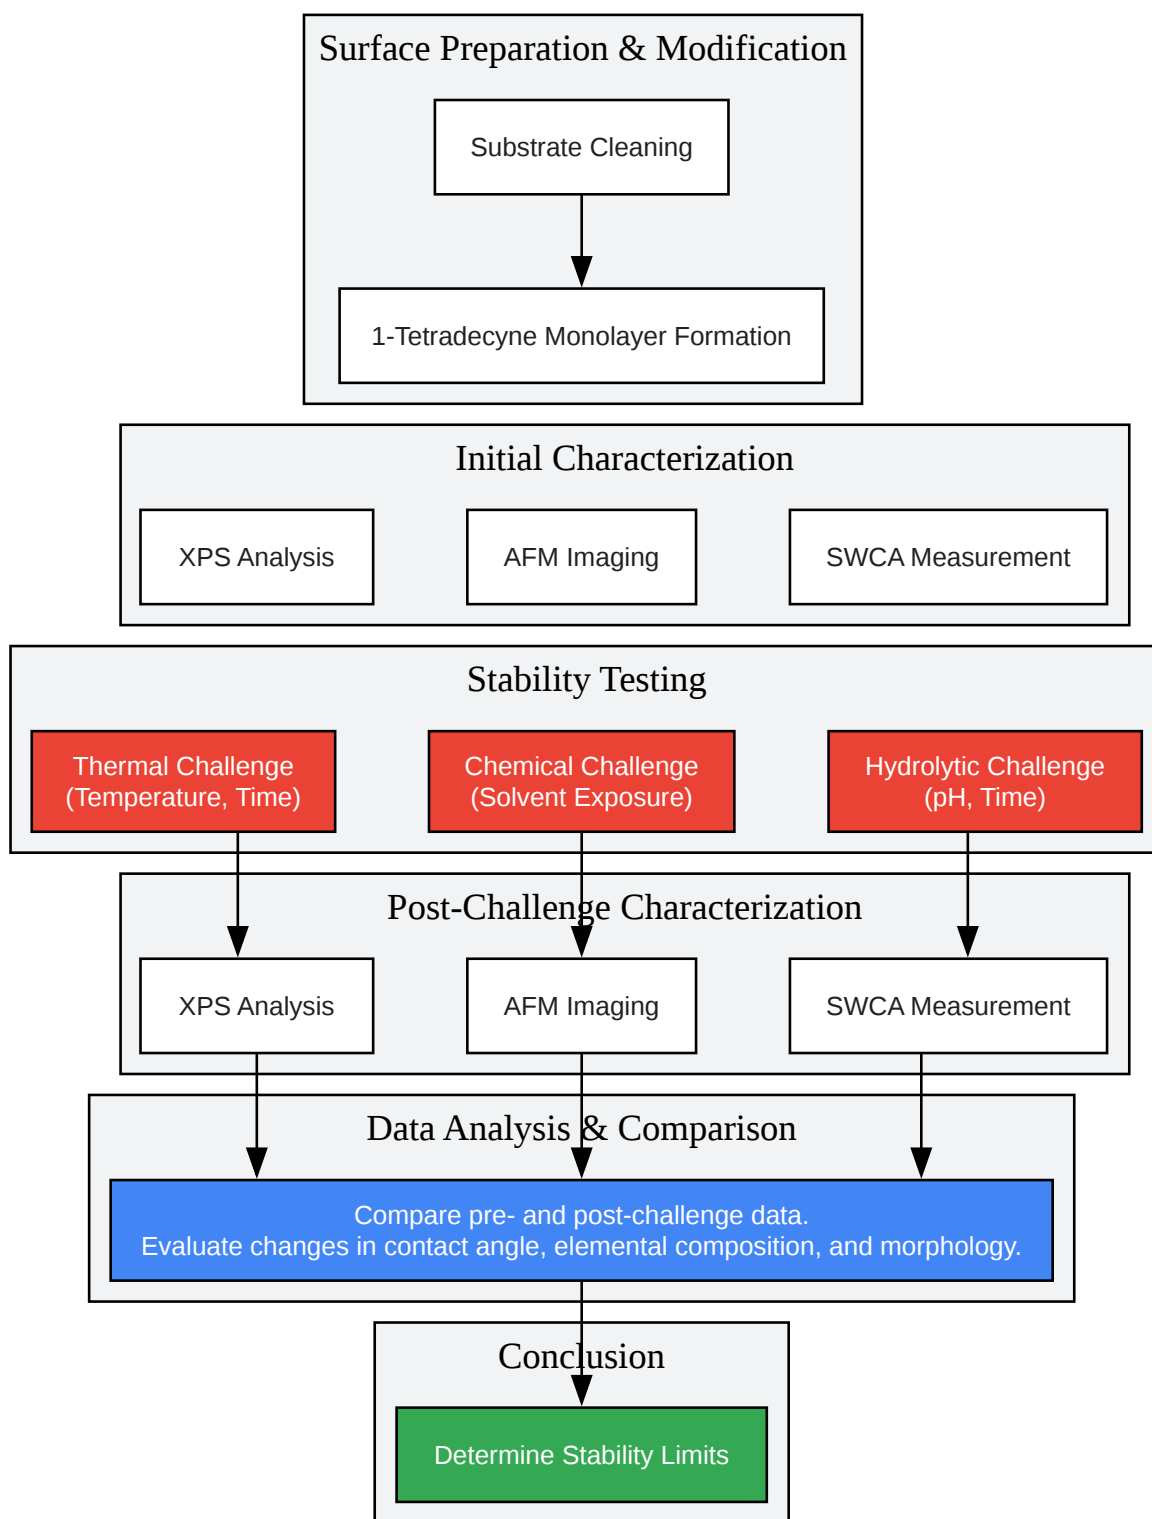 Surface Preparation & Modification
Substrate Cleaning
1-Tetradecyne Monolayer Formation
Initial Characterization
XPS Analysis
AFM Imaging
SWCA Measurement
Stability Testing
Thermal Challenge
(Temperature, Time)
Chemical Challenge
(Solvent Exposure)
Hydrolytic Challenge
(pH, Time)
Post-Challenge Characterization
XPS Analysis
AFM Imaging
SWCA Measurement
Data Analysis & Comparison
Compare pre- and post-challenge data.
Evaluate changes in contact angle, elemental composition, and morphology.
Conclusion
Determine Stability Limits